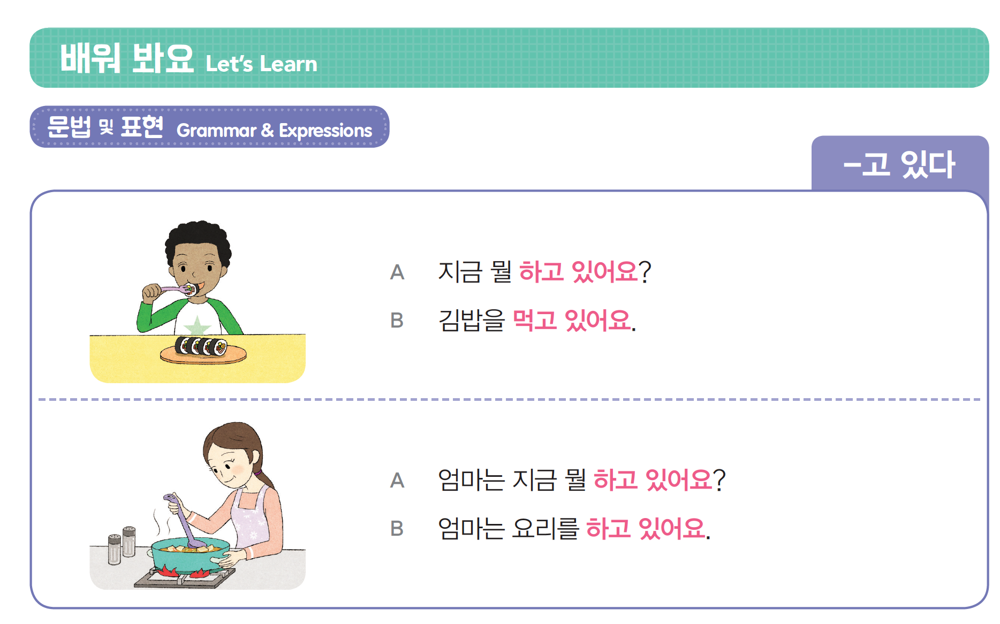 배워 봐요 Let's Learn
문법 및 표현 Grammar & Expressions
–고 있다
A 지금 뭘 하고 있어요?
B 김밥을 먹고 있어요.
A 엄마는 지금 뭘 하고 있어요?
B 엄마는 요리를 하고 있어요.